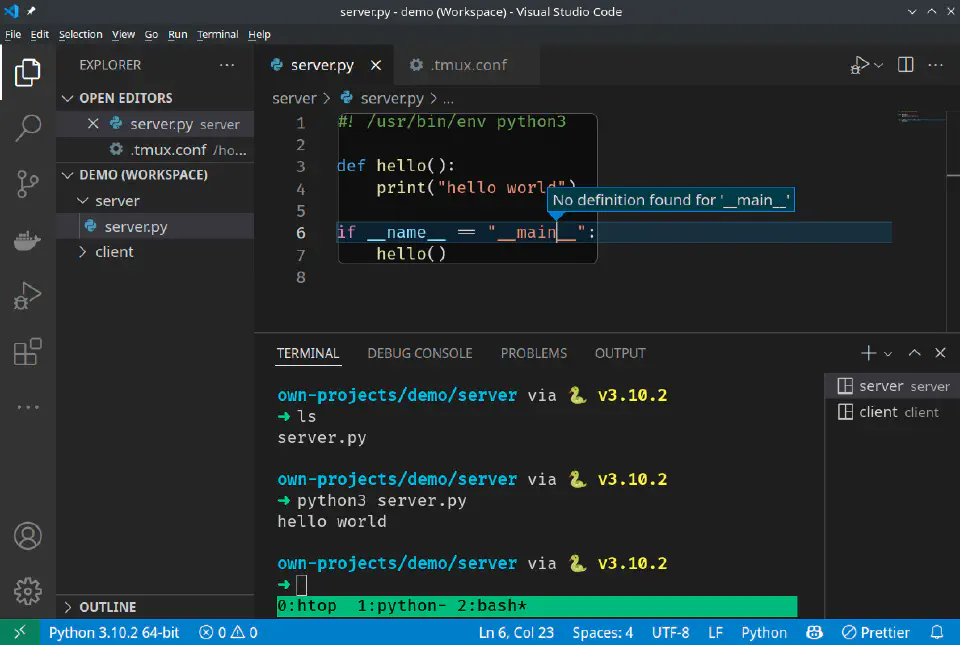 server.py - demo (Workspace) - Visual Studio Code
File Edit Selection View Go Run Terminal Help
EXPLORER
OPEN EDITORS
server.py server
.tmux.conf /ho...
DEMO (WORKSPACE)
server
server.py
client
OUTLINE
server.py
.tmux.conf
server > server.py > ...
1 #! /usr/bin/env python3
2
3 def hello():
4 print("hello world")
5
No definition found for '__main__'
6 if __name__ == "__main__":
7 hello()
8
TERMINAL DEBUG CONSOLE PROBLEMS OUTPUT
own-projects/demo/server via 🐍 v3.10.2
➜ ls
server.py
own-projects/demo/server via 🐍 v3.10.2
➜ python3 server.py
hello world
own-projects/demo/server via 🐍 v3.10.2
➜
0:htop 1:python- 2:bash*
server server
client client
Python 3.10.2 64-bit 0 0 Ln 6, Col 23 Spaces: 4 UTF-8 LF Python Prettier